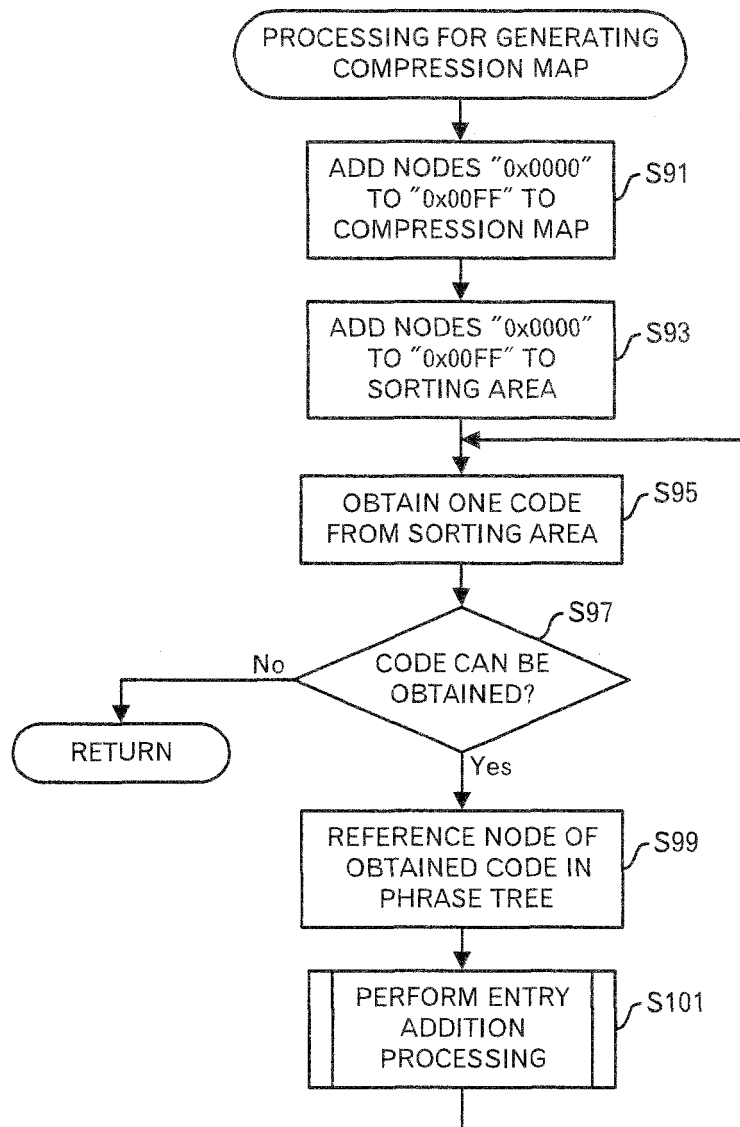 PROCESSING FOR GENERATING
COMPRESSION MAP
ADD NODES "0x0000"
TO "0x00FF" TO
COMPRESSION MAP
S91
ADD NODES "0x0000"
TO "0x00FF" TO
SORTING AREA
S93
OBTAIN ONE CODE
FROM SORTING AREA
S95
CODE CAN BE
OBTAINED?
S97
No
RETURN
Yes
REFERENCE NODE OF
OBTAINED CODE IN
PHRASE TREE
S99
PERFORM ENTRY
ADDITION
PROCESSING
S101